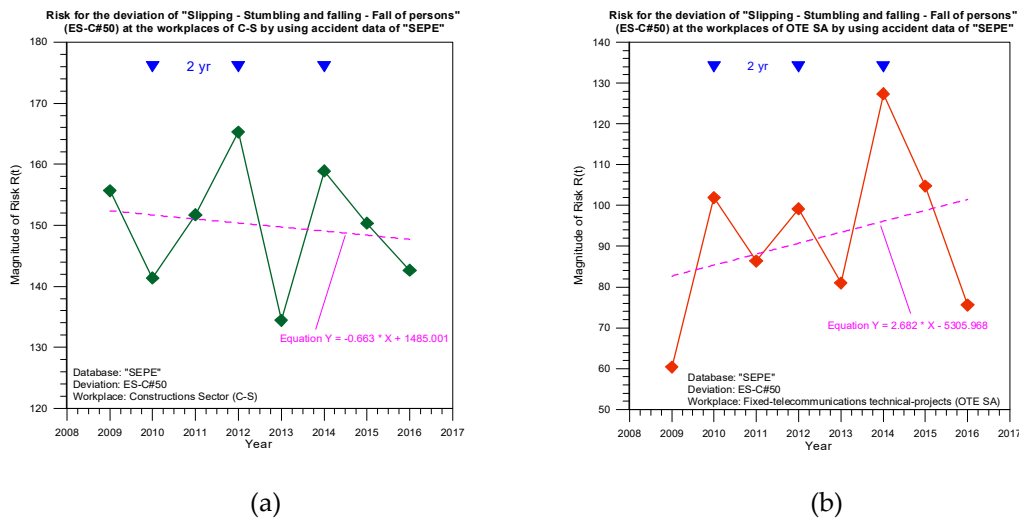 Risk for the deviation of "Slipping - Stumbling and falling - Fall of persons"
(ES-C#50) at the workplaces of C-S by using accident data of "SEPE"
180
170
160
150
140
130
120
Magnitude of Risk R(t)
2 yr
Equation Y = -0.663 * X + 1485.001
Database: "SEPE"
Deviation: ES-C#50
Workplace: Constructions Sector (C-S)
2008 2009 2010 2011 2012 2013 2014 2015 2016 2017
Year
(a)
Risk for the deviation of "Slipping - Stumbling and falling - Fall of persons"
(ES-C#50) at the workplaces of OTE SA by using accident data of "SEPE"
140
130
120
110
100
90
80
70
60
50
Magnitude of Risk R(t)
2 yr
Equation Y = 2.682 * X - 5305.968
Database: "SEPE"
Deviation: ES-C#50
Workplace: Fixed-telecommunications technical-projects (OTE SA)
2008 2009 2010 2011 2012 2013 2014 2015 2016 2017
Year
(b)